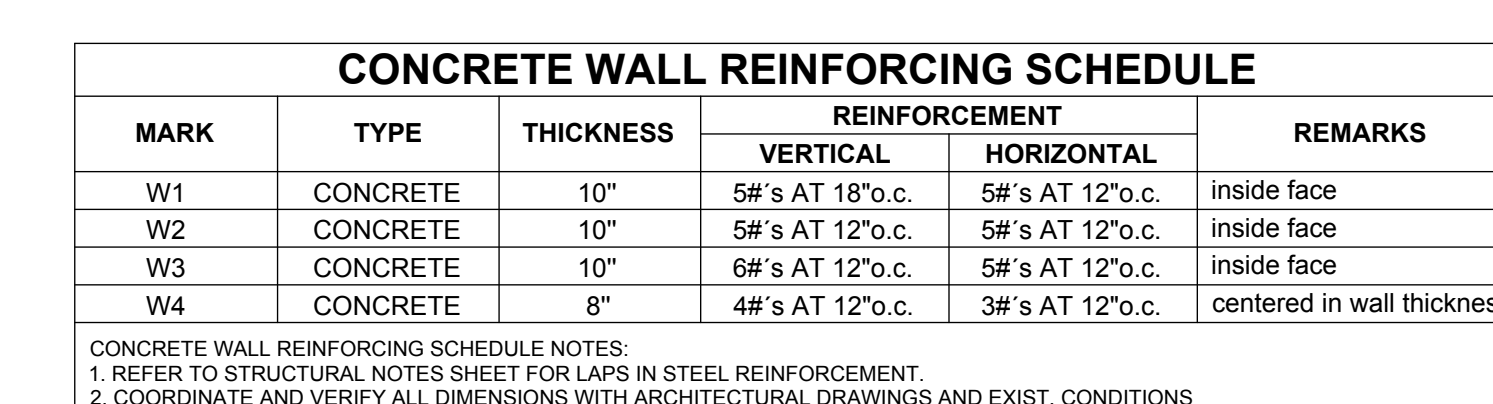 CONCRETE WALL REINFORCING SCHEDULE
MARK TYPE THICKNESS REINFORCEMENT REMARKS
VERTICAL HORIZONTAL
W1 CONCRETE 10" 5#´s AT 18"o.c. 5#´s AT 12"o.c. inside face
W2 CONCRETE 10" 5#´s AT 12"o.c. 5#´s AT 12"o.c. inside face
W3 CONCRETE 10" 6#´s AT 12"o.c. 5#´s AT 12"o.c. inside face
W4 CONCRETE 8" 4#´s AT 12"o.c. 3#´s AT 12"o.c. centered in wall thicknes
CONCRETE WALL REINFORCING SCHEDULE NOTES:
1. REFER TO STRUCTURAL NOTES SHEET FOR LAPS IN STEEL REINFORCEMENT.
2. COORDINATE AND VERIFY ALL DIMENSIONS WITH ARCHITECTURAL DRAWINGS AND EXIST. CONDITIONS